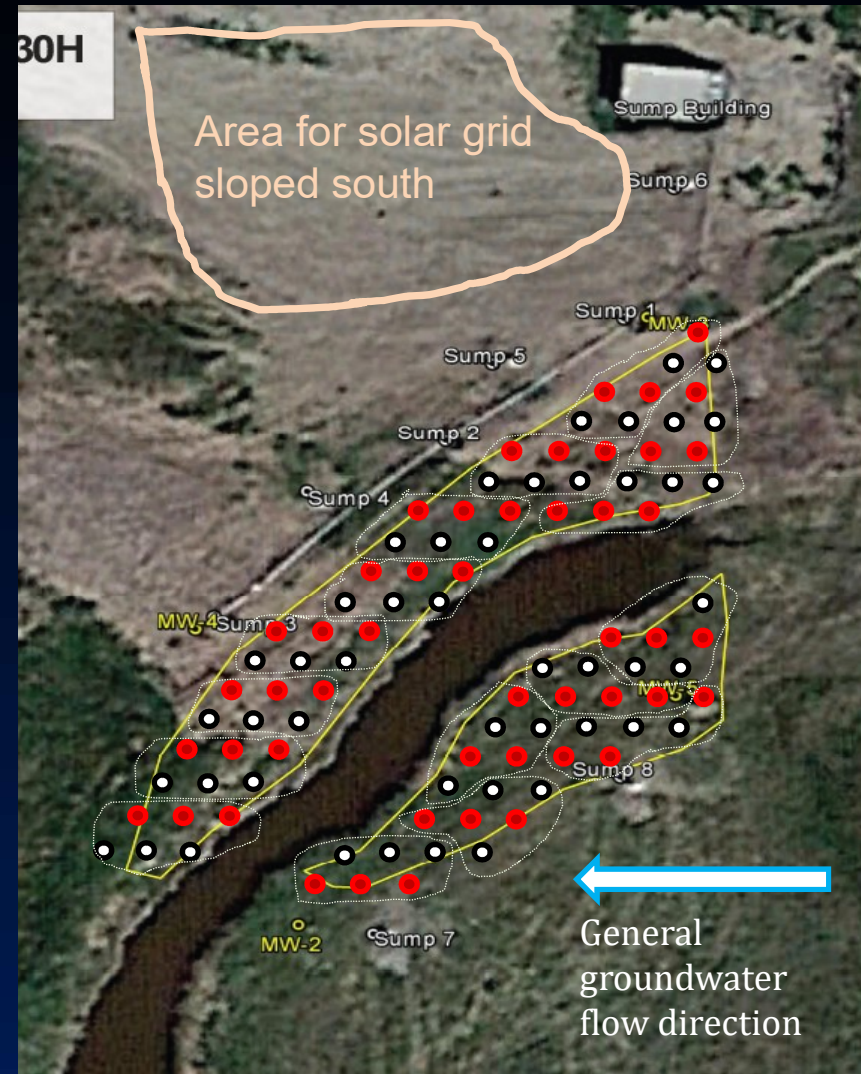 30H
Sump Building
Area for solar grid
sloped south
Sump 6
Sump 1
Sump 5
Sump 2
Sump 4
MW-4
Sump 3
MW-5
Sump 8
MW-2
Sump 7
General
groundwater
flow direction